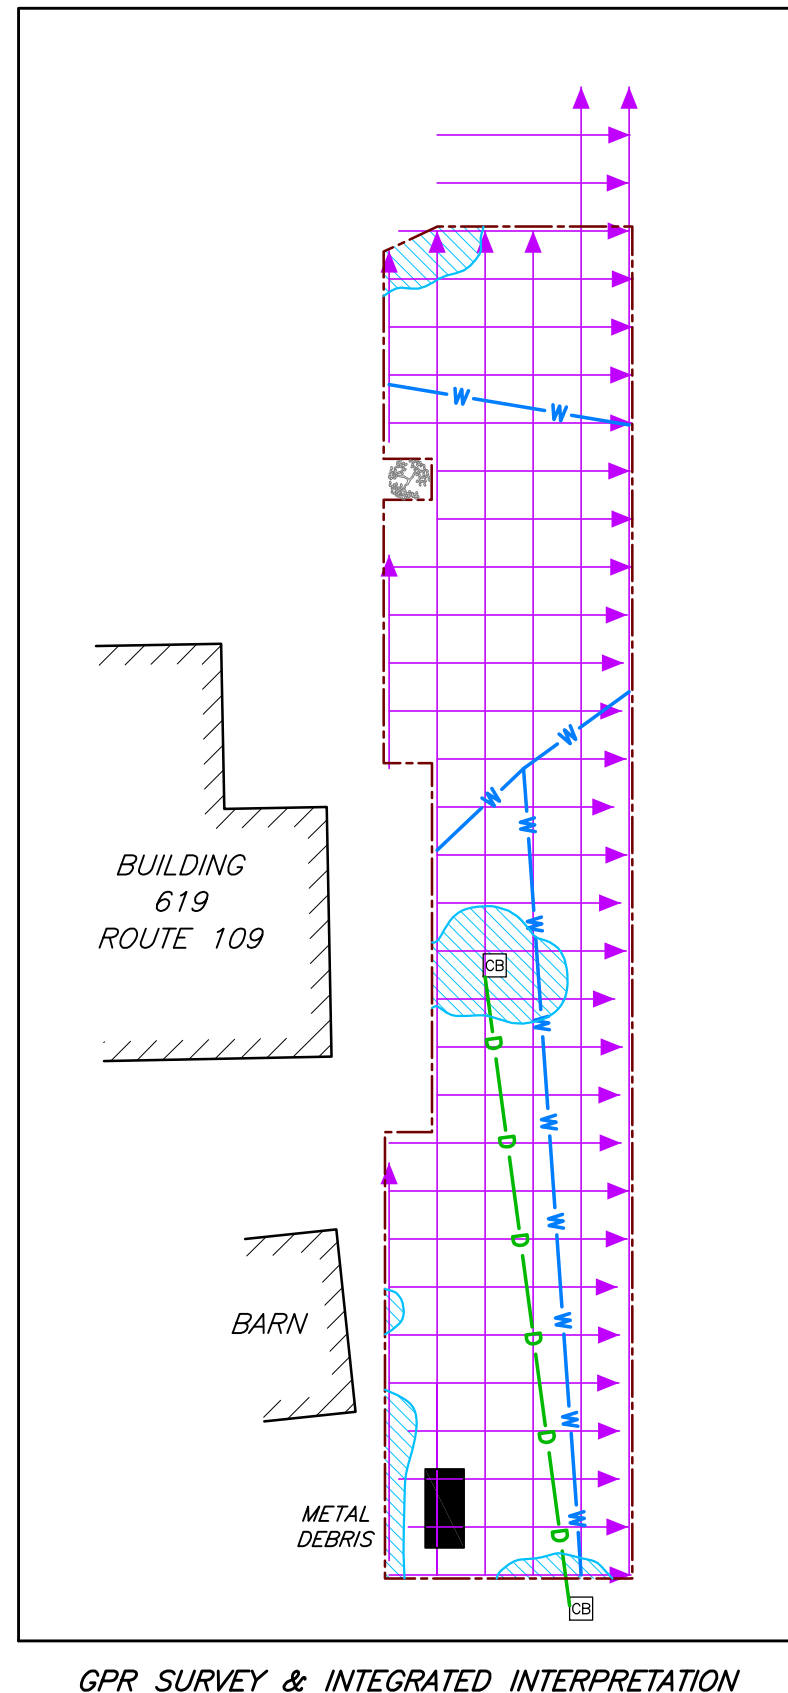 W W
W
W
W
BUILDING
619
ROUTE 109
W
CB
W
D
W
D
W
D
W
BARN
D
W
D
W
METAL
DEBRIS
D
CB
GPR SURVEY & INTEGRATED INTERPRETATION